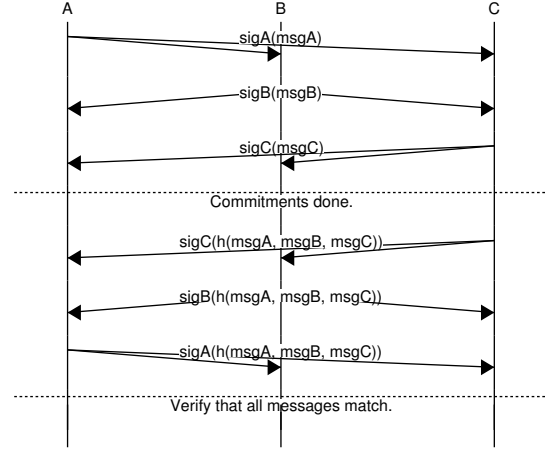 A B C
sigA(msgA)
sigB(msgB)
sigC(msgC)
Commitments done.
sigC(h(msgA, msgB, msgC))
sigB(h(msgA, msgB, msgC))
sigA(h(msgA, msgB, msgC))
Verify that all messages match.